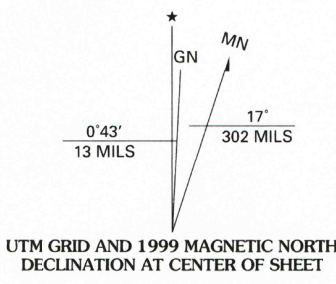 ★
GN
MN
0°43'
13 MILS
17°
302 MILS
UTM GRID AND 1999 MAGNETIC NORTH
DECLINATION AT CENTER OF SHEET